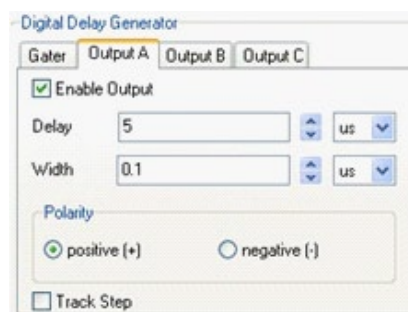 Digital Delay Generator
Gater Output A Output B Output C
Enable Output
Delay 5 us
Width 0.1 us
Polarity
positive (+) negative (-)
Track Step